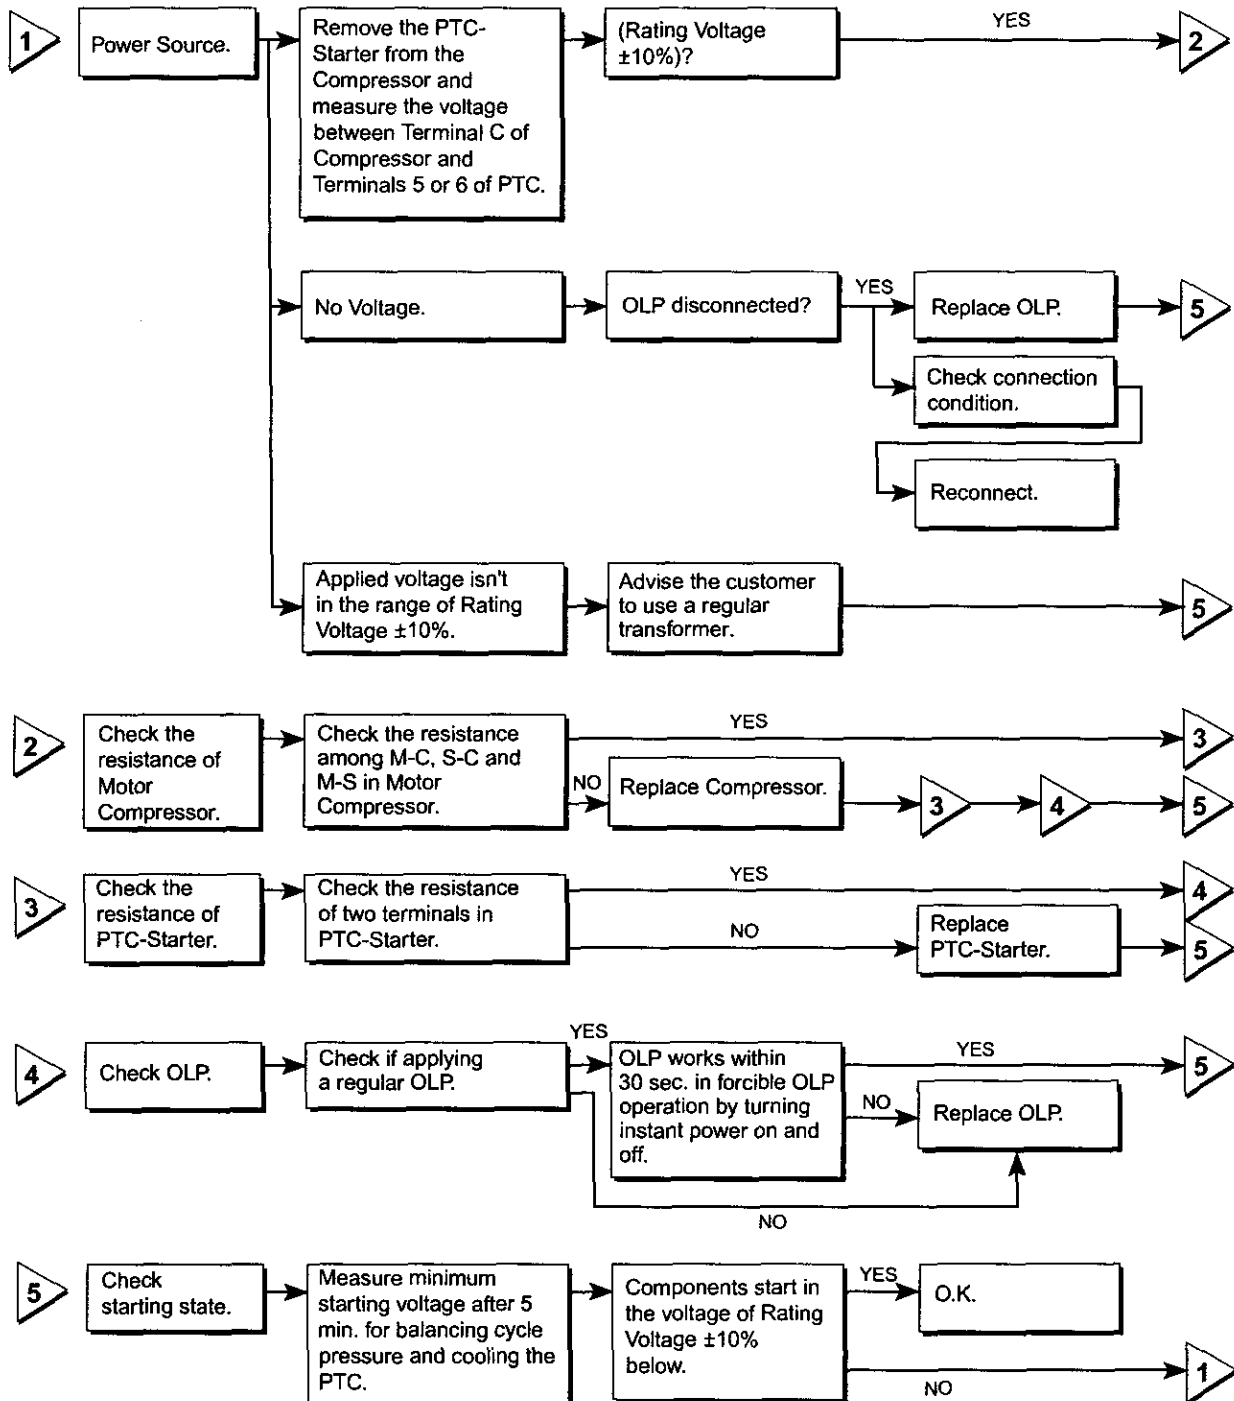 1
Power Source.
Remove the PTC-
Starter from the
Compressor and
measure the voltage
between Terminal C of
Compressor and
Terminals 5 or 6 of PTC.
(Rating Voltage
±10%)?
YES
2
No Voltage.
OLP disconnected?
YES
Replace OLP.
5
Check connection
condition.
Reconnect.
Applied voltage isn't
in the range of Rating
Voltage ±10%.
Advise the customer
to use a regular
transformer.
5
2
Check the
resistance of
Motor
Compressor.
Check the resistance
among M-C, S-C and
M-S in Motor
Compressor.
YES
3
NO
Replace Compressor.
3
4
5
3
Check the
resistance of
PTC-Starter.
Check the resistance
of two terminals in
PTC-Starter.
YES
4
NO
Replace
PTC-Starter.
5
4
Check OLP.
Check if applying
a regular OLP.
YES
OLP works within
30 sec. in forcible OLP
operation by turning
instant power on and
off.
YES
5
NO
Replace OLP.
NO
5
Check
starting state.
Measure minimum
starting voltage after 5
min. for balancing cycle
pressure and cooling the
PTC.
Components start in
the voltage of Rating
Voltage ±10%
below.
YES
O.K.
NO
1